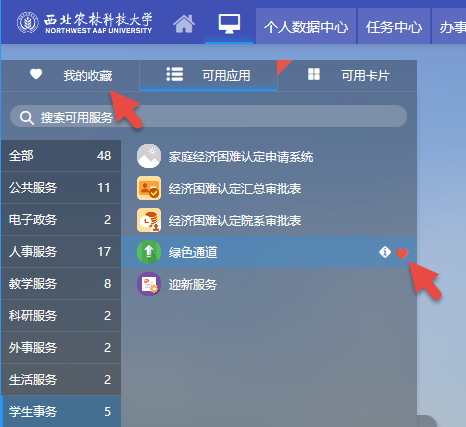 西北农林科技大学
NORTHWEST A&F UNIVERSITY
个人数据中心 任务中心 办事
我的收藏 可用应用 可用卡片
搜索可用服务
全部 48
公共服务 11
电子政务 2
人事服务 17
教学服务 8
科研服务 2
外事服务 2
生活服务 2
学生事务 5
家庭经济困难认定申请系统
经济困难认定汇总审批表
经济困难认定院系审批表
绿色通道
迎新服务